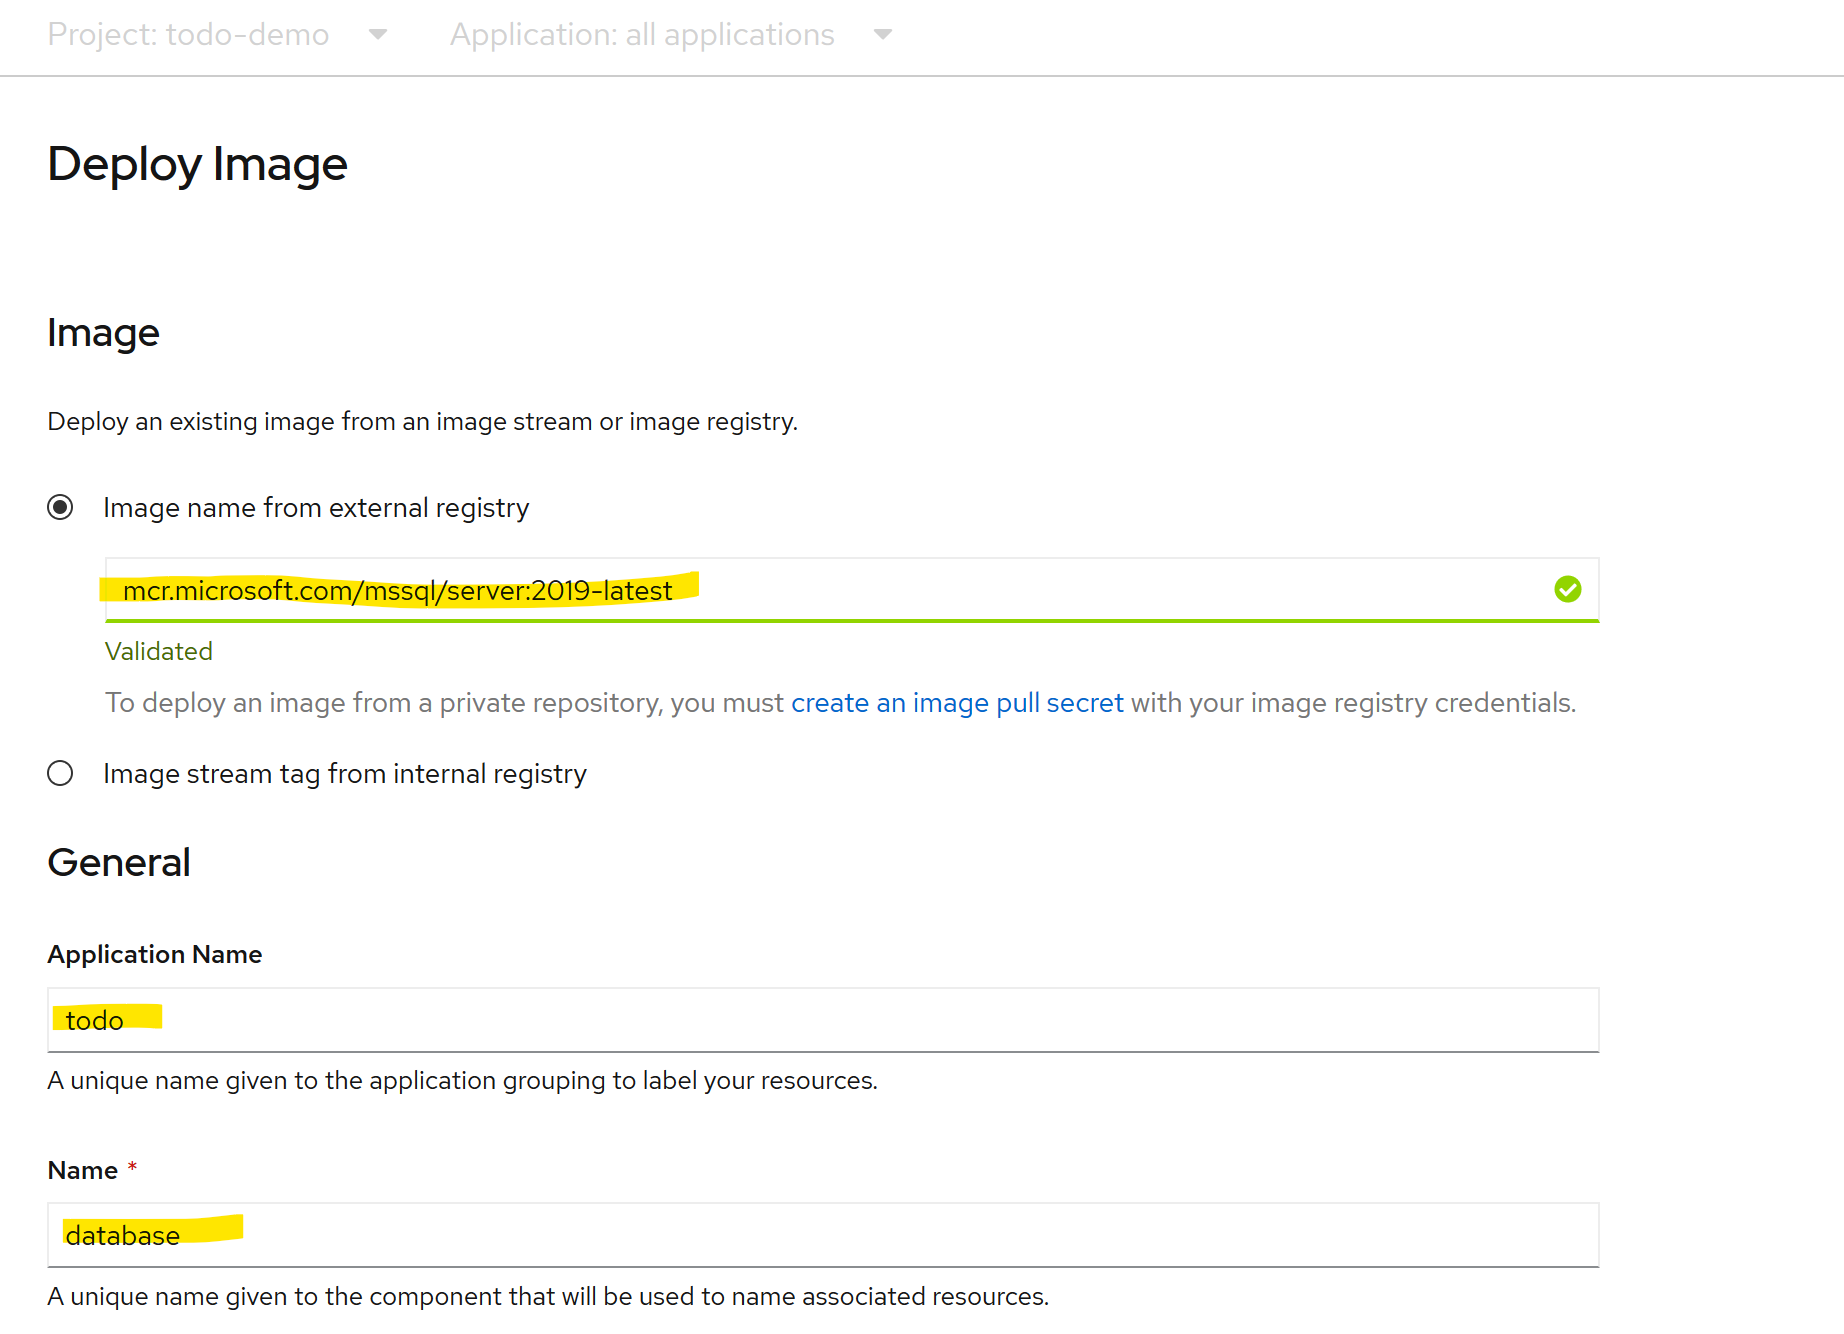 Project: todo-demo Application: all applications
Deploy Image
Image
Deploy an existing image from an image stream or image registry.
Image name from external registry
mcr.microsoft.com/mssql/server:2019-latest
Validated
To deploy an image from a private repository, you must create an image pull secret with your image registry credentials.
Image stream tag from internal registry
General
Application Name
todo
A unique name given to the application grouping to label your resources.
Name *
database
A unique name given to the component that will be used to name associated resources.